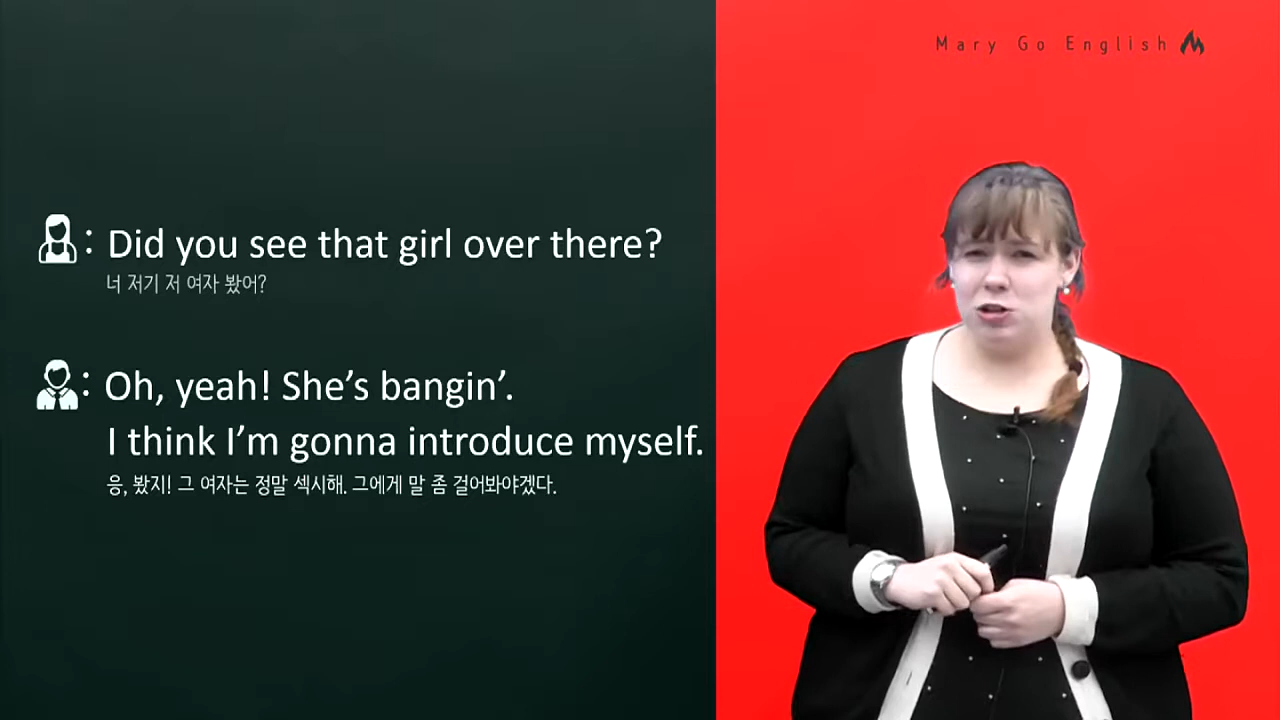 Mary Go English
Did you see that girl over there?
너 저기 저 여자 봤어?
Oh, yeah! She’s bangin’.
I think I’m gonna introduce myself.
응, 봤지! 그 여자는 정말 섹시해. 그에게 말 좀 걸어봐야겠다.